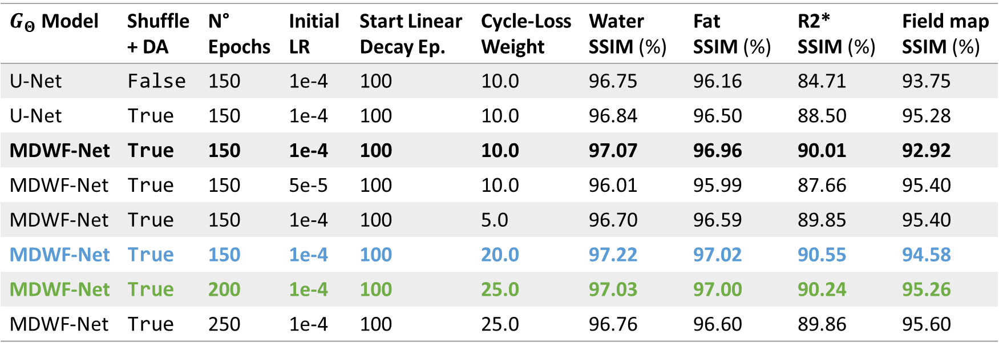 G_Θ Model Shuffle + DA N° Epochs Initial LR Start Linear Decay Ep. Cycle-Loss Weight Water SSIM (%) Fat SSIM (%) R2* SSIM (%) Field map SSIM (%)
U-Net False 150 1e-4 100 10.0 96.75 96.16 84.71 93.75
U-Net True 150 1e-4 100 10.0 96.84 96.50 88.50 95.28
MDWF-Net True 150 1e-4 100 10.0 97.07 96.96 90.01 92.92
MDWF-Net True 150 5e-5 100 10.0 96.01 95.99 87.66 95.40
MDWF-Net True 150 1e-4 100 5.0 96.70 96.59 89.85 95.40
MDWF-Net True 150 1e-4 100 20.0 97.22 97.02 90.55 94.58
MDWF-Net True 200 1e-4 100 25.0 97.03 97.00 90.24 95.26
MDWF-Net True 250 1e-4 100 25.0 96.76 96.60 89.86 95.60